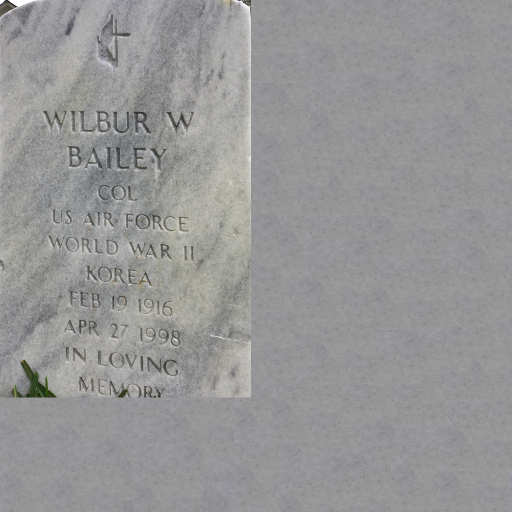 WILBUR W
BAILEY
COL
US AIR FORCE
WORLD WAR II
KOREA
FEB 19 1916
APR 27 1998
IN LOVING
MEMORY